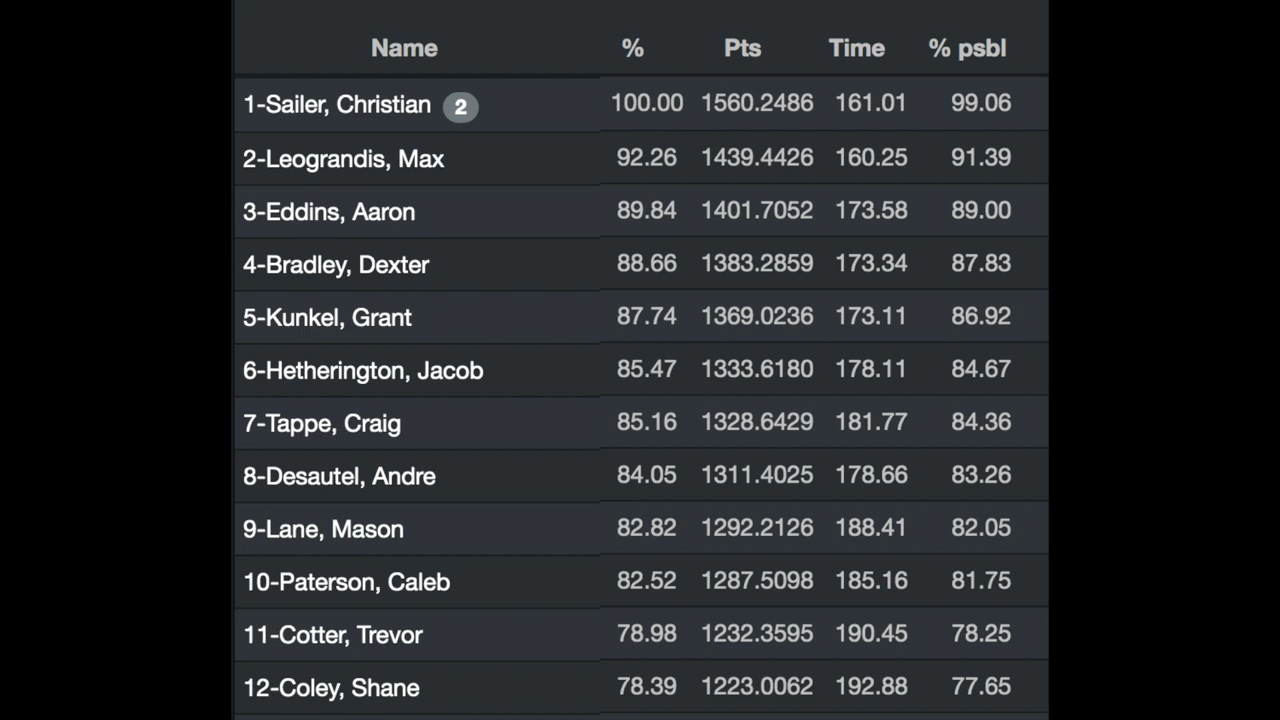 Name % Pts Time % psbl
1-Sailer, Christian 2 100.00 1560.2486 161.01 99.06
2-Leograndis, Max 92.26 1439.4426 160.25 91.39
3-Eddins, Aaron 89.84 1401.7052 173.58 89.00
4-Bradley, Dexter 88.66 1383.2859 173.34 87.83
5-Kunkel, Grant 87.74 1369.0236 173.11 86.92
6-Hetherington, Jacob 85.47 1333.6180 178.11 84.67
7-Tappe, Craig 85.16 1328.6429 181.77 84.36
8-Desautel, Andre 84.05 1311.4025 178.66 83.26
9-Lane, Mason 82.82 1292.2126 188.41 82.05
10-Paterson, Caleb 82.52 1287.5098 185.16 81.75
11-Cotter, Trevor 78.98 1232.3595 190.45 78.25
12-Coley, Shane 78.39 1223.0062 192.88 77.65